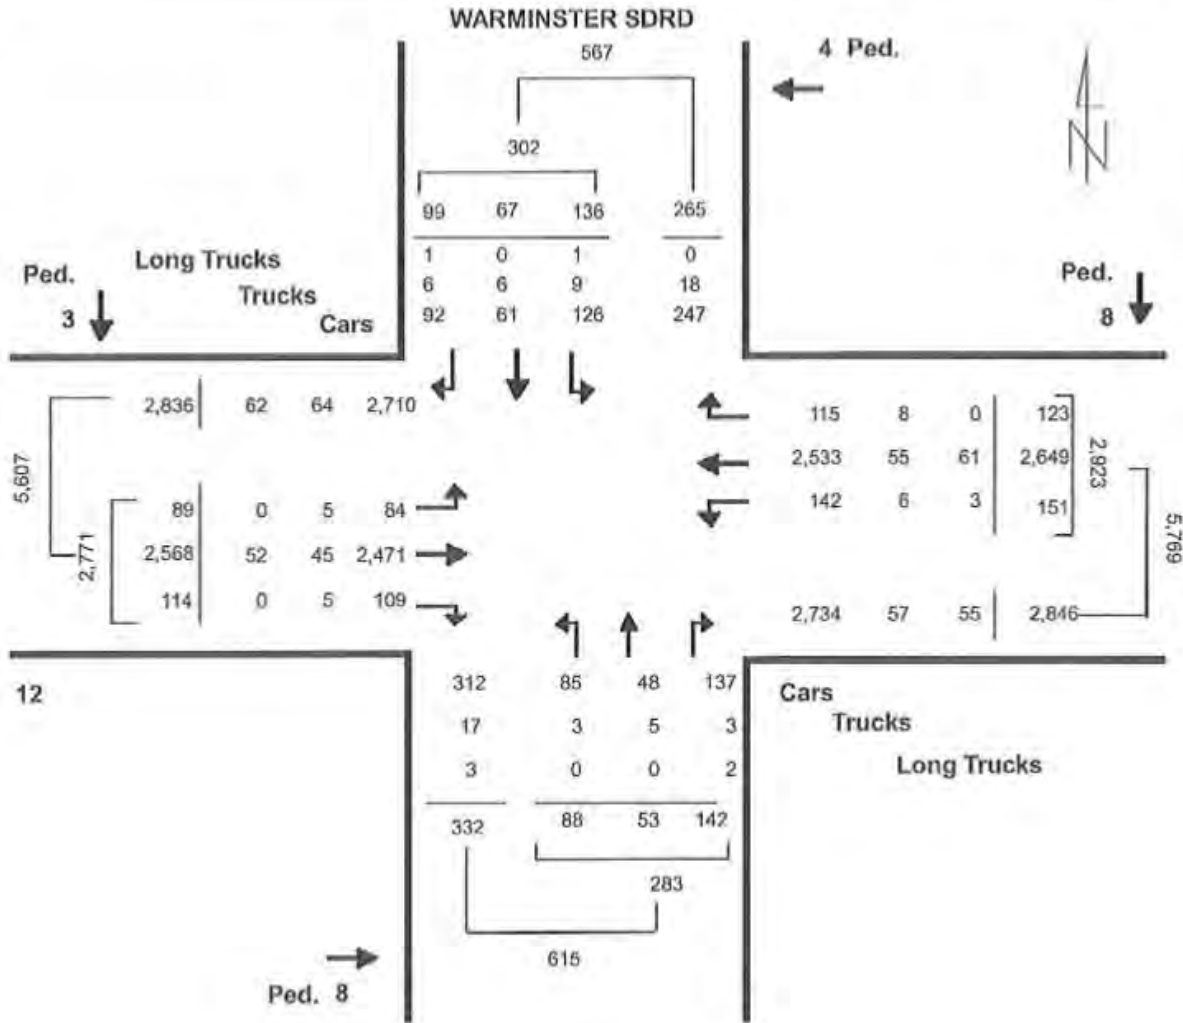 WARMINSTER SDRD
567
4 Ped.
302
99 67 136 265
1 0 1 0
6 6 9 18
92 61 126 247
Long Trucks
Trucks
Cars
Ped.
3
Ped.
8
N
2,836 62 64 2,710
5,607
89 0 5 84
2,568 52 45 2,471
114 0 5 109
2,771
115 8 0 123
2,533 55 61 2,649
142 6 3 151
2,923
5,769
2,734 57 55 2,846
12
312 85 48 137
17 3 5 3
3 0 0 2
332 88 53 142
283
615
Cars
Trucks
Long Trucks
Ped. 8